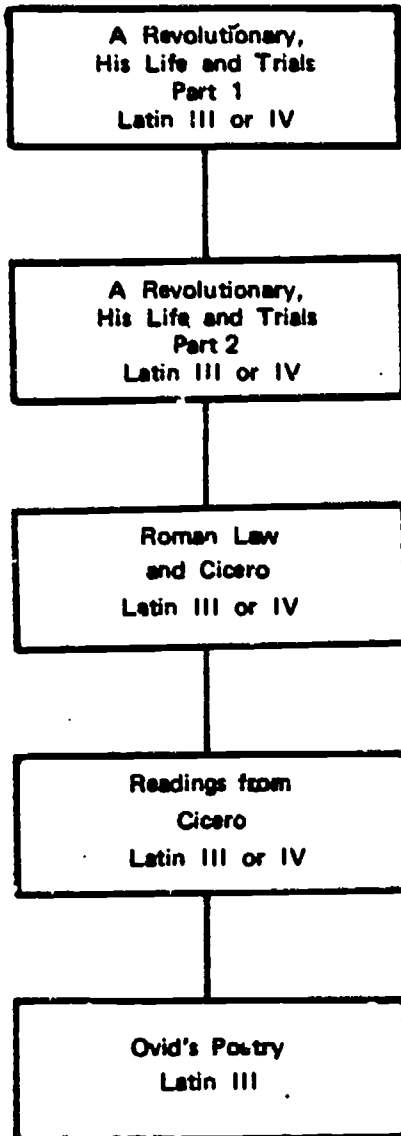 A Revolutionary,
His Life and Trials
Part 1
Latin III or IV
A Revolutionary,
His Life and Trials
Part 2
Latin III or IV
Roman Law
and Cicero
Latin III or IV
Readings from
Cicero
Latin III or IV
Ovid's Poetry
Latin III